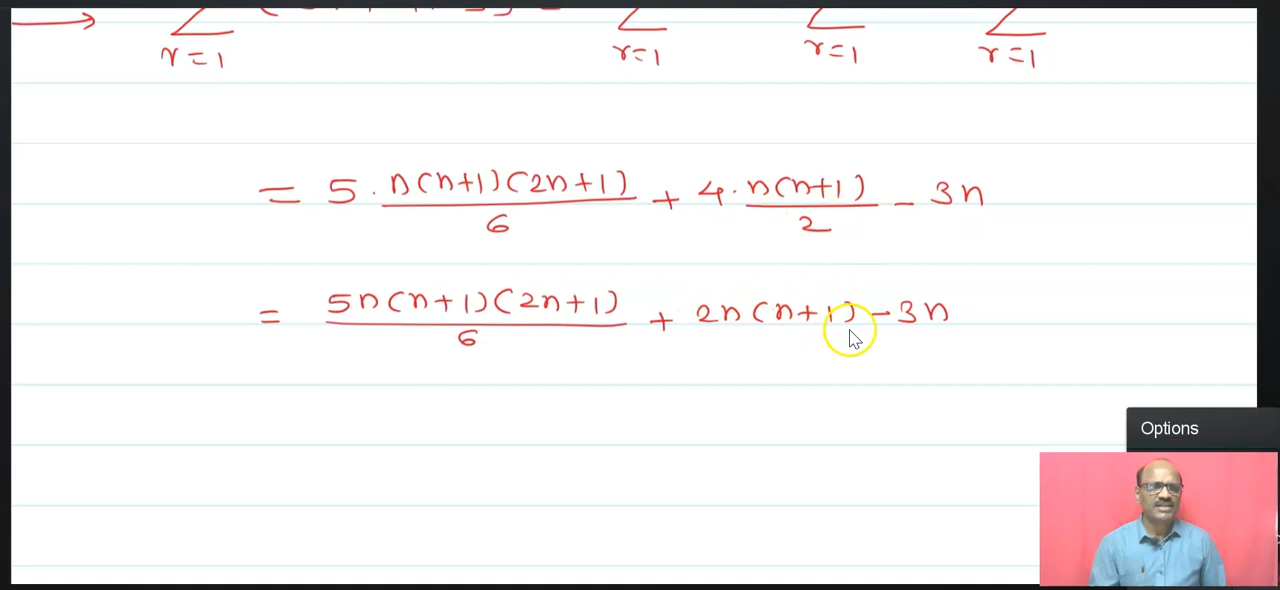 r=1 r=1 r=1 r=1
= 5 · n(n+1)(2n+1)/6 + 4 · n(n+1)/2 - 3n
= 5n(n+1)(2n+1)/6 + 2n(n+1) - 3n
Options